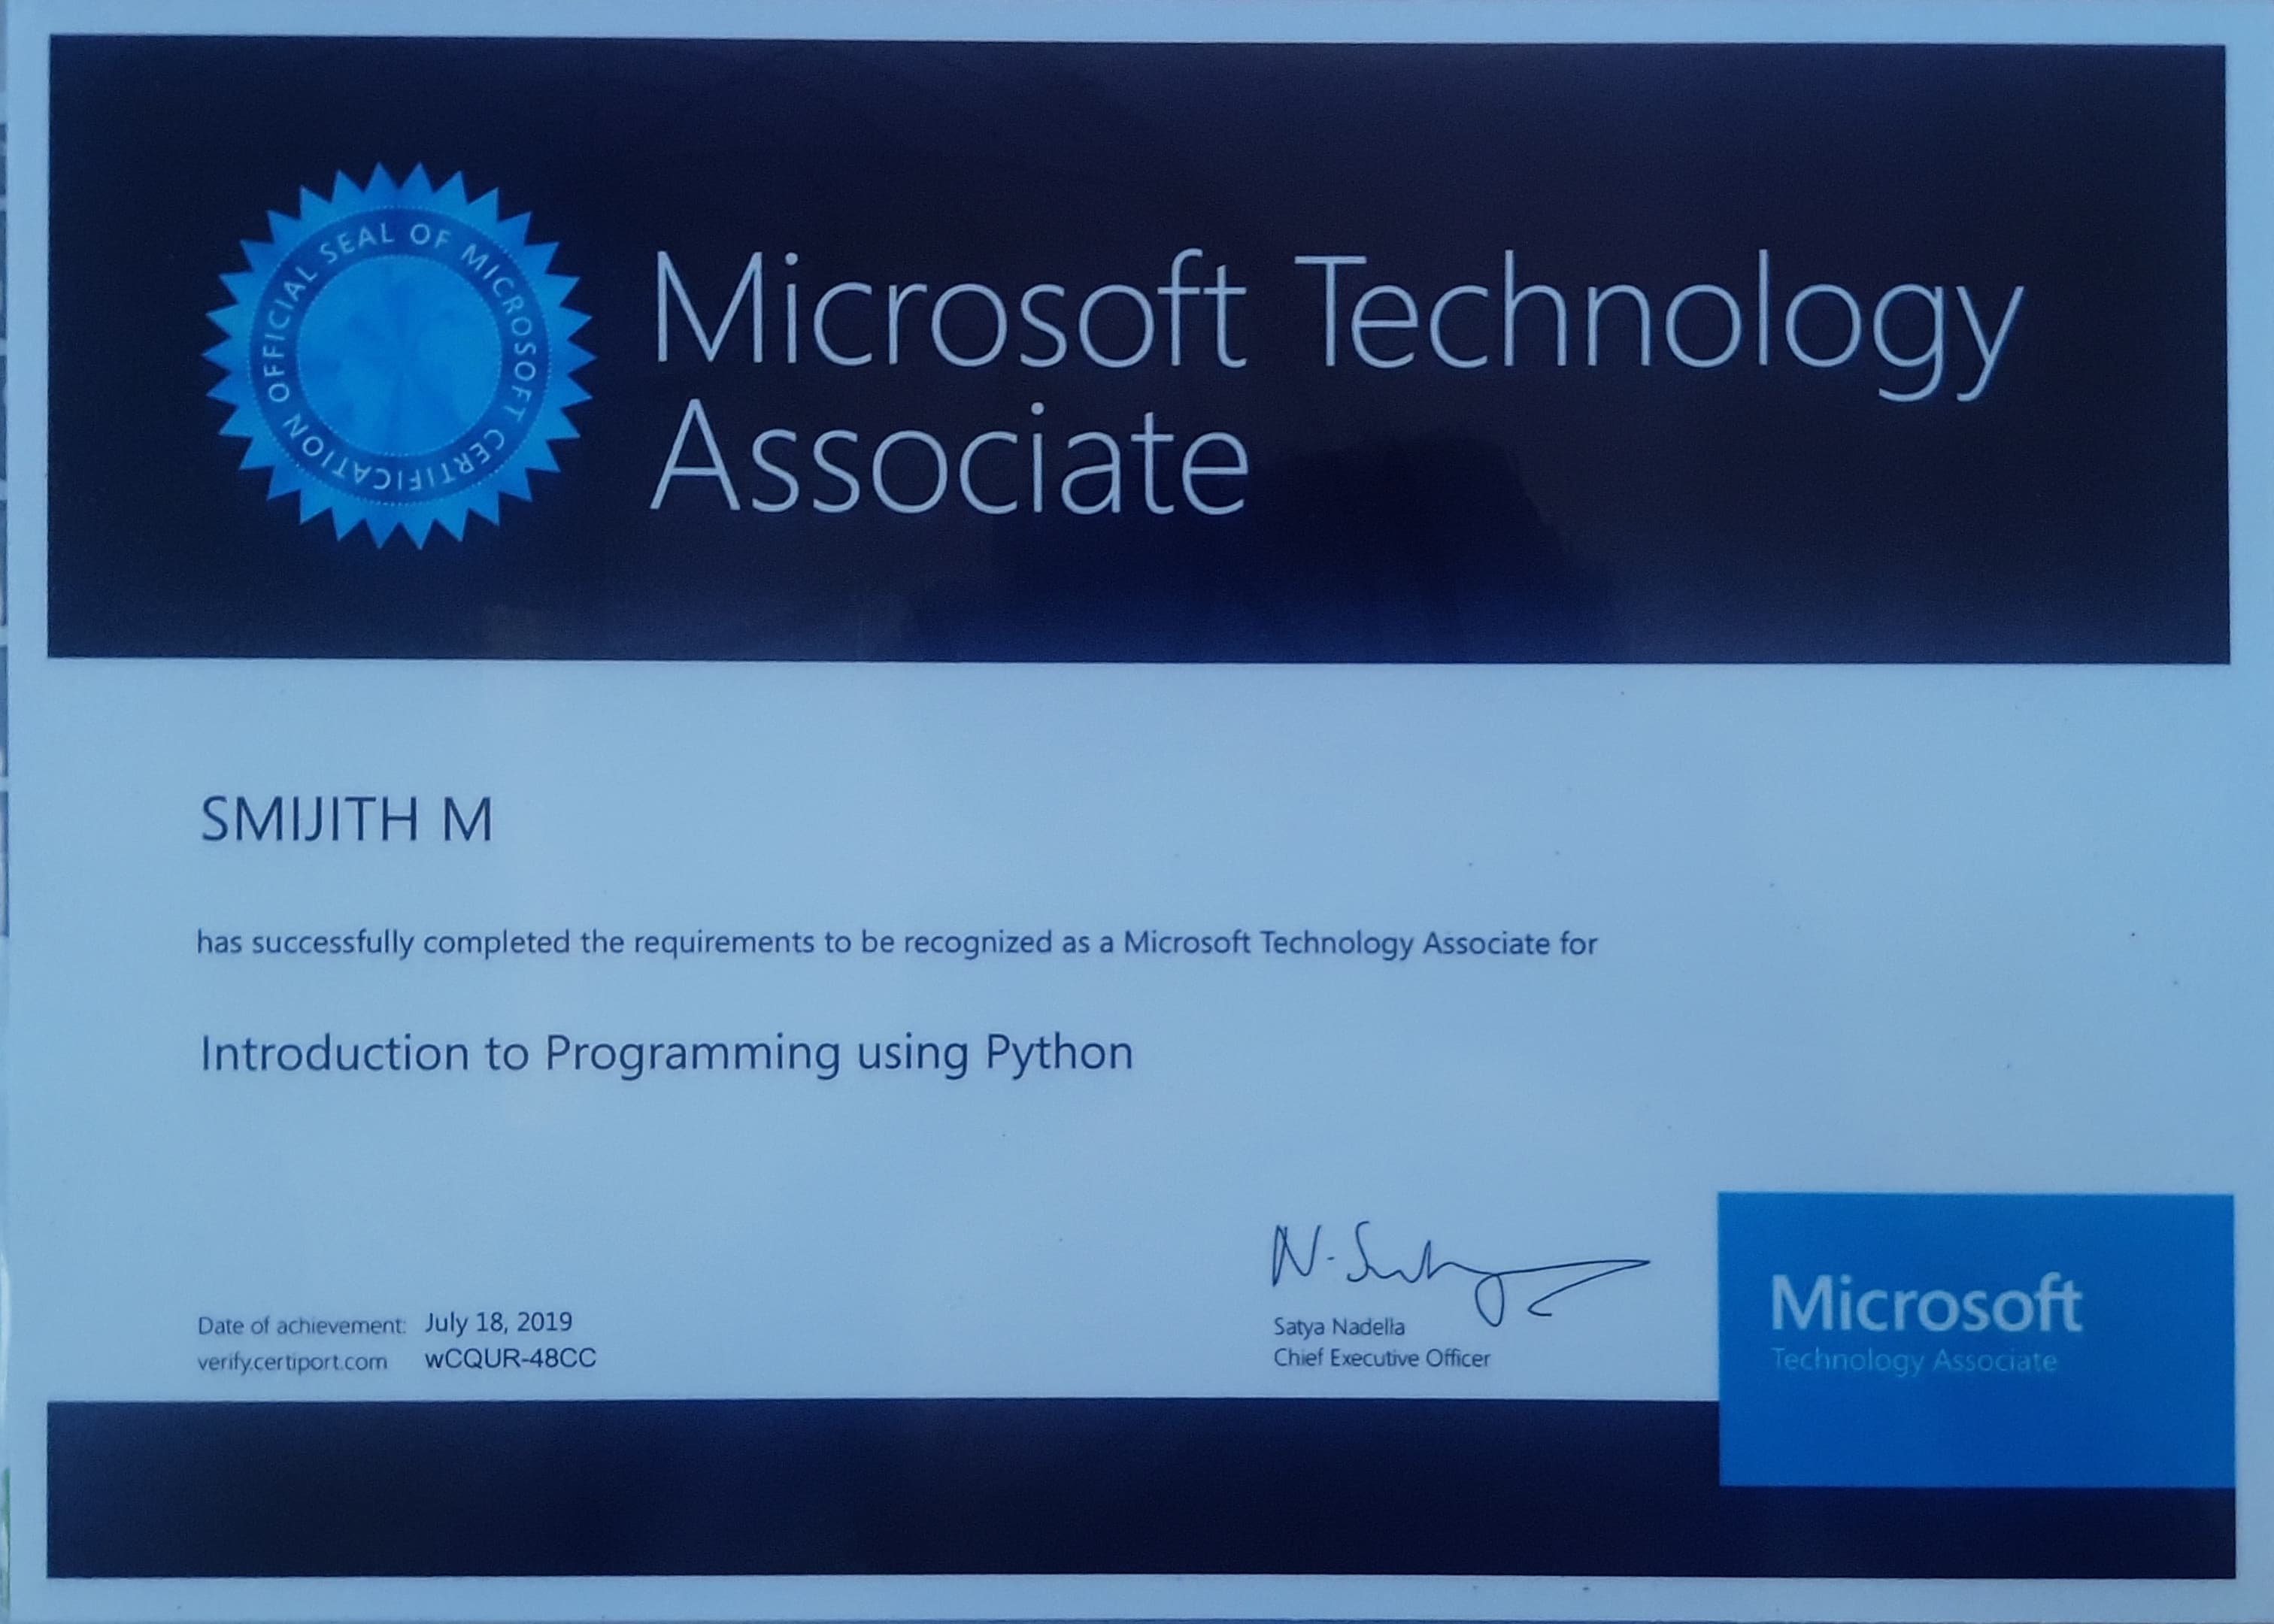 OFFICIAL SEAL OF MICROSOFT CERTIFICATION
Microsoft Technology
Associate
SMIJITH M
has successfully completed the requirements to be recognized as a Microsoft Technology Associate for
Introduction to Programming using Python
Date of achievement: July 18, 2019
verify.certiport.com wCQUR-48CC
N. Satya
Satya Nadella
Chief Executive Officer
Microsoft
Technology Associate